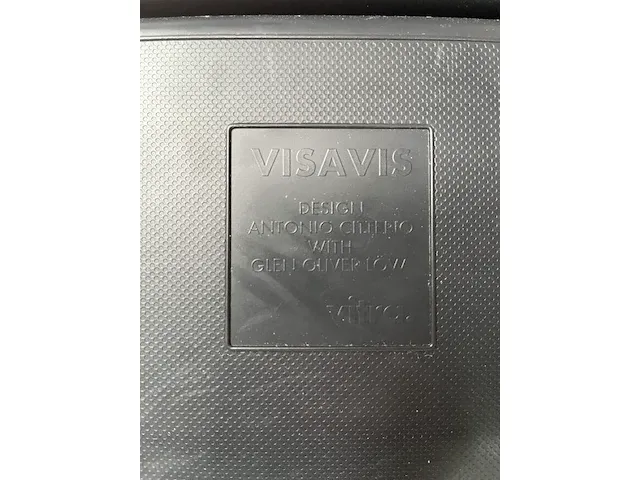 VISAVIS
DESIGN
ANTONIO CITTERIO
WITH
GLEN OLIVER LÖW
vitra.